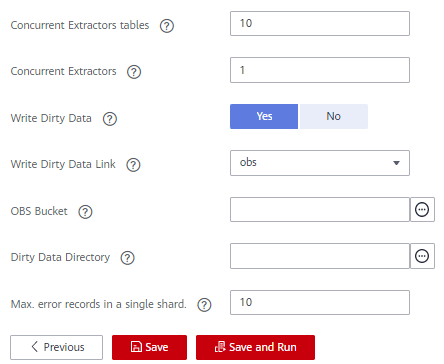 Concurrent Extractors tables 10
Concurrent Extractors 1
Write Dirty Data Yes No
Write Dirty Data Link obs
OBS Bucket
Dirty Data Directory
Max. error records in a single shard. 10
Previous Save Save and Run